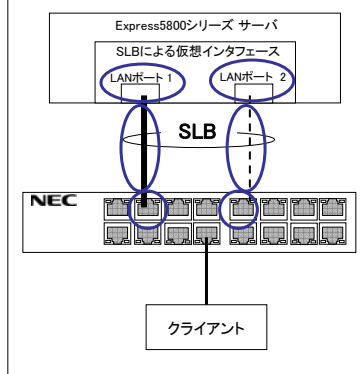 Express5800シリーズ サーバ
SLBによる仮想インタフェース
LANポート 1
LANポート 2
SLB
NEC
クライアント